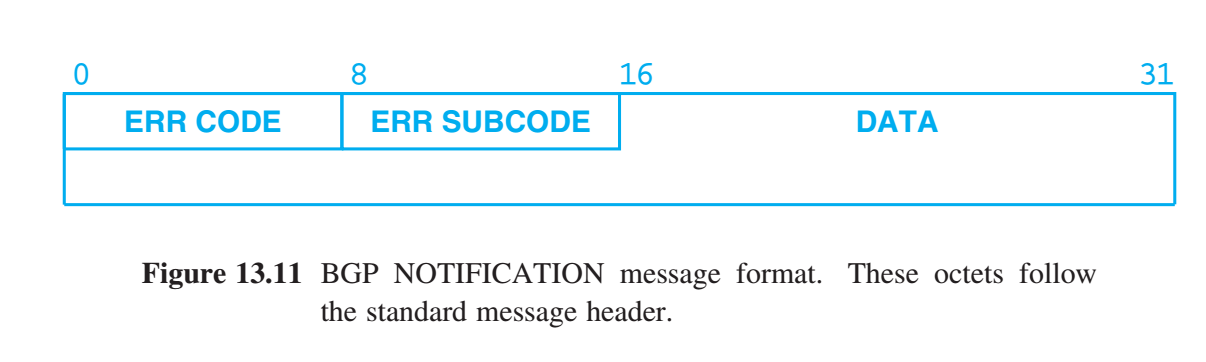 0 8 16 31
ERR CODE ERR SUBCODE DATA
Figure 13.11 BGP NOTIFICATION message format. These octets follow
the standard message header.